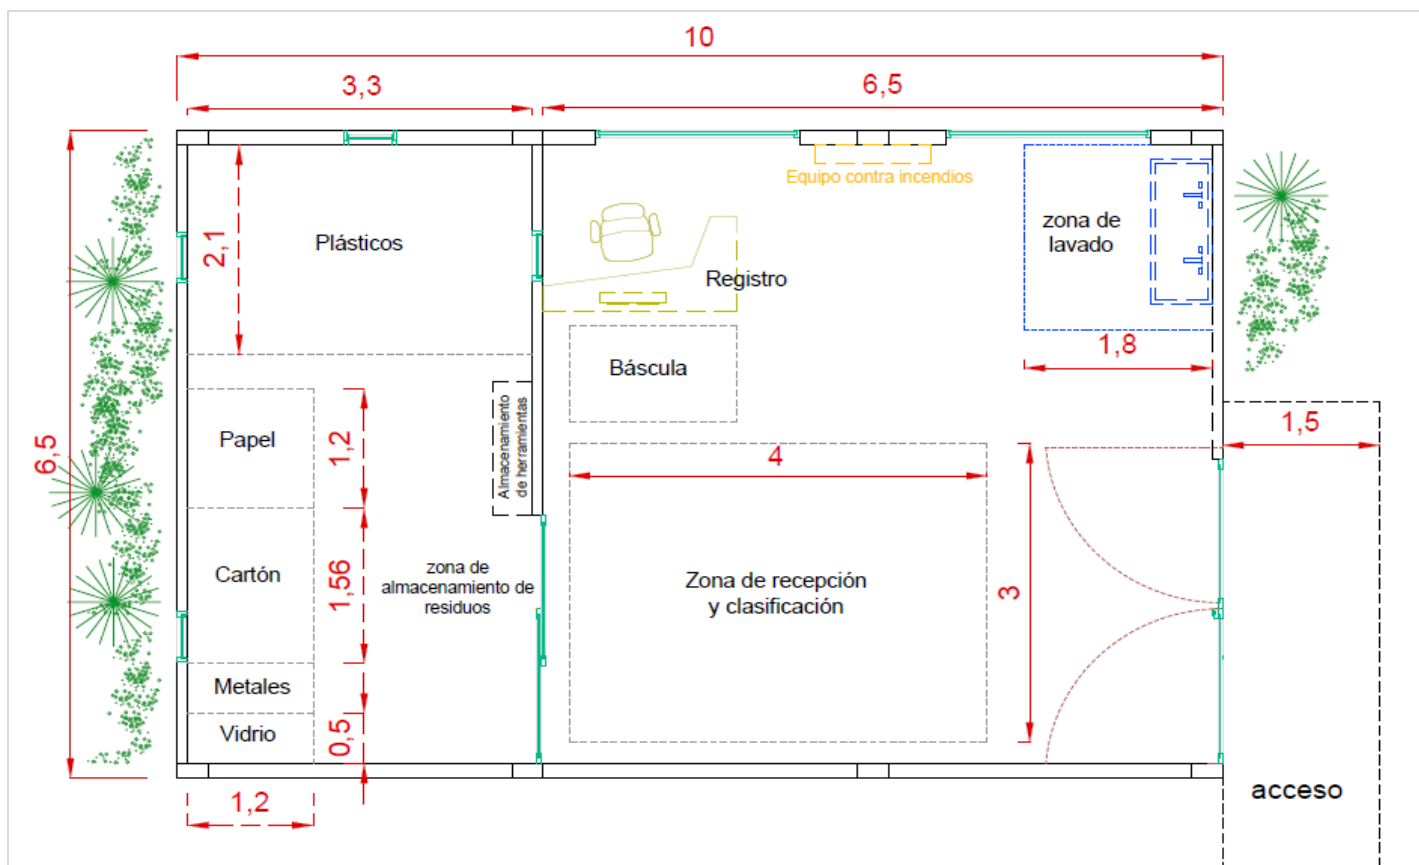 10
3,3
6,5
Equipo contra incendios
2,1
Plásticos
zona de
lavado
Registro
1,8
Báscula
6,5
Papel
1,2
Almacenamiento
de herramientas
4
1,5
Cartón
1,56
zona de
almacenamiento de
residuos
Zona de recepción
y clasificación
3
Metales
Vidrio
0,5
1,2
acceso